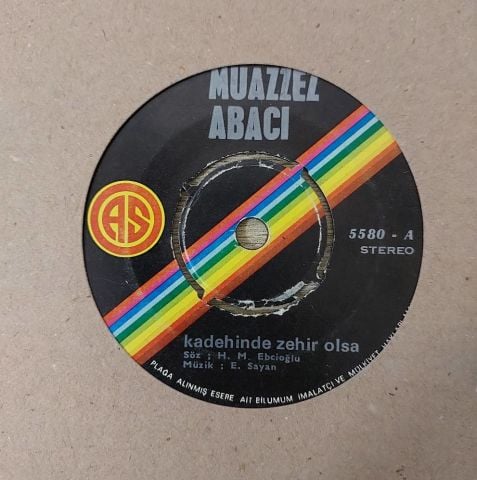 MUAZZEZ
ABACI
AS
5580 - A
STEREO
kadehinde zehir olsa
Söz : H. M. Ebcioğlu
Müzik : E. Sayan
PLAĞA ALINMIŞ ESERE AİT BİLUMUM İMALATÇI VE MÜLKİYET